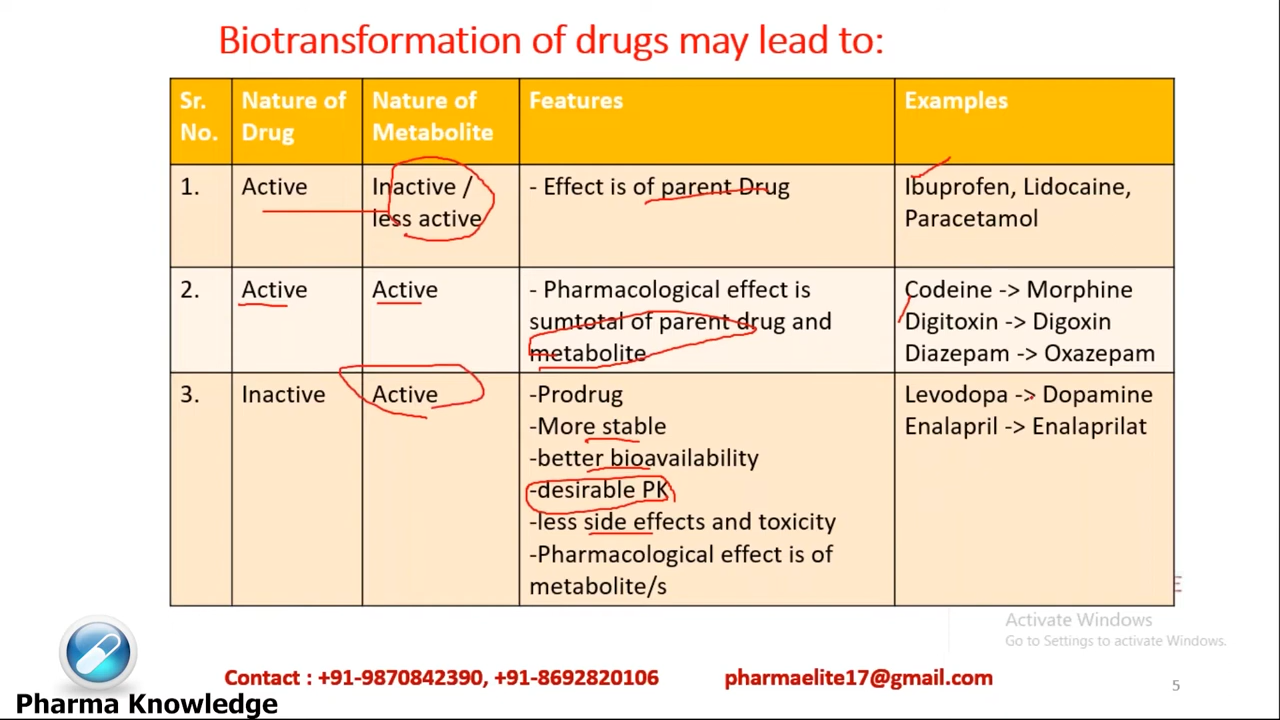 Biotransformation of drugs may lead to:
Sr. No.
Nature of Drug
Nature of Metabolite
Features
Examples
1.
Active
Inactive /
less active
- Effect is of parent Drug
Ibuprofen, Lidocaine,
Paracetamol
2.
Active
Active
- Pharmacological effect is
sumtotal of parent drug and
metabolite
Codeine -> Morphine
Digitoxin -> Digoxin
Diazepam -> Oxazepam
3.
Inactive
Active
-Prodrug
-More stable
-better bioavailability
-desirable PK
-less side effects and toxicity
-Pharmacological effect is of
metabolite/s
Levodopa -> Dopamine
Enalapril -> Enalaprilat
Activate Windows
Go to Settings to activate Windows.
Contact : +91-9870842390, +91-8692820106
pharmaelite17@gmail.com
5
Pharma Knowledge